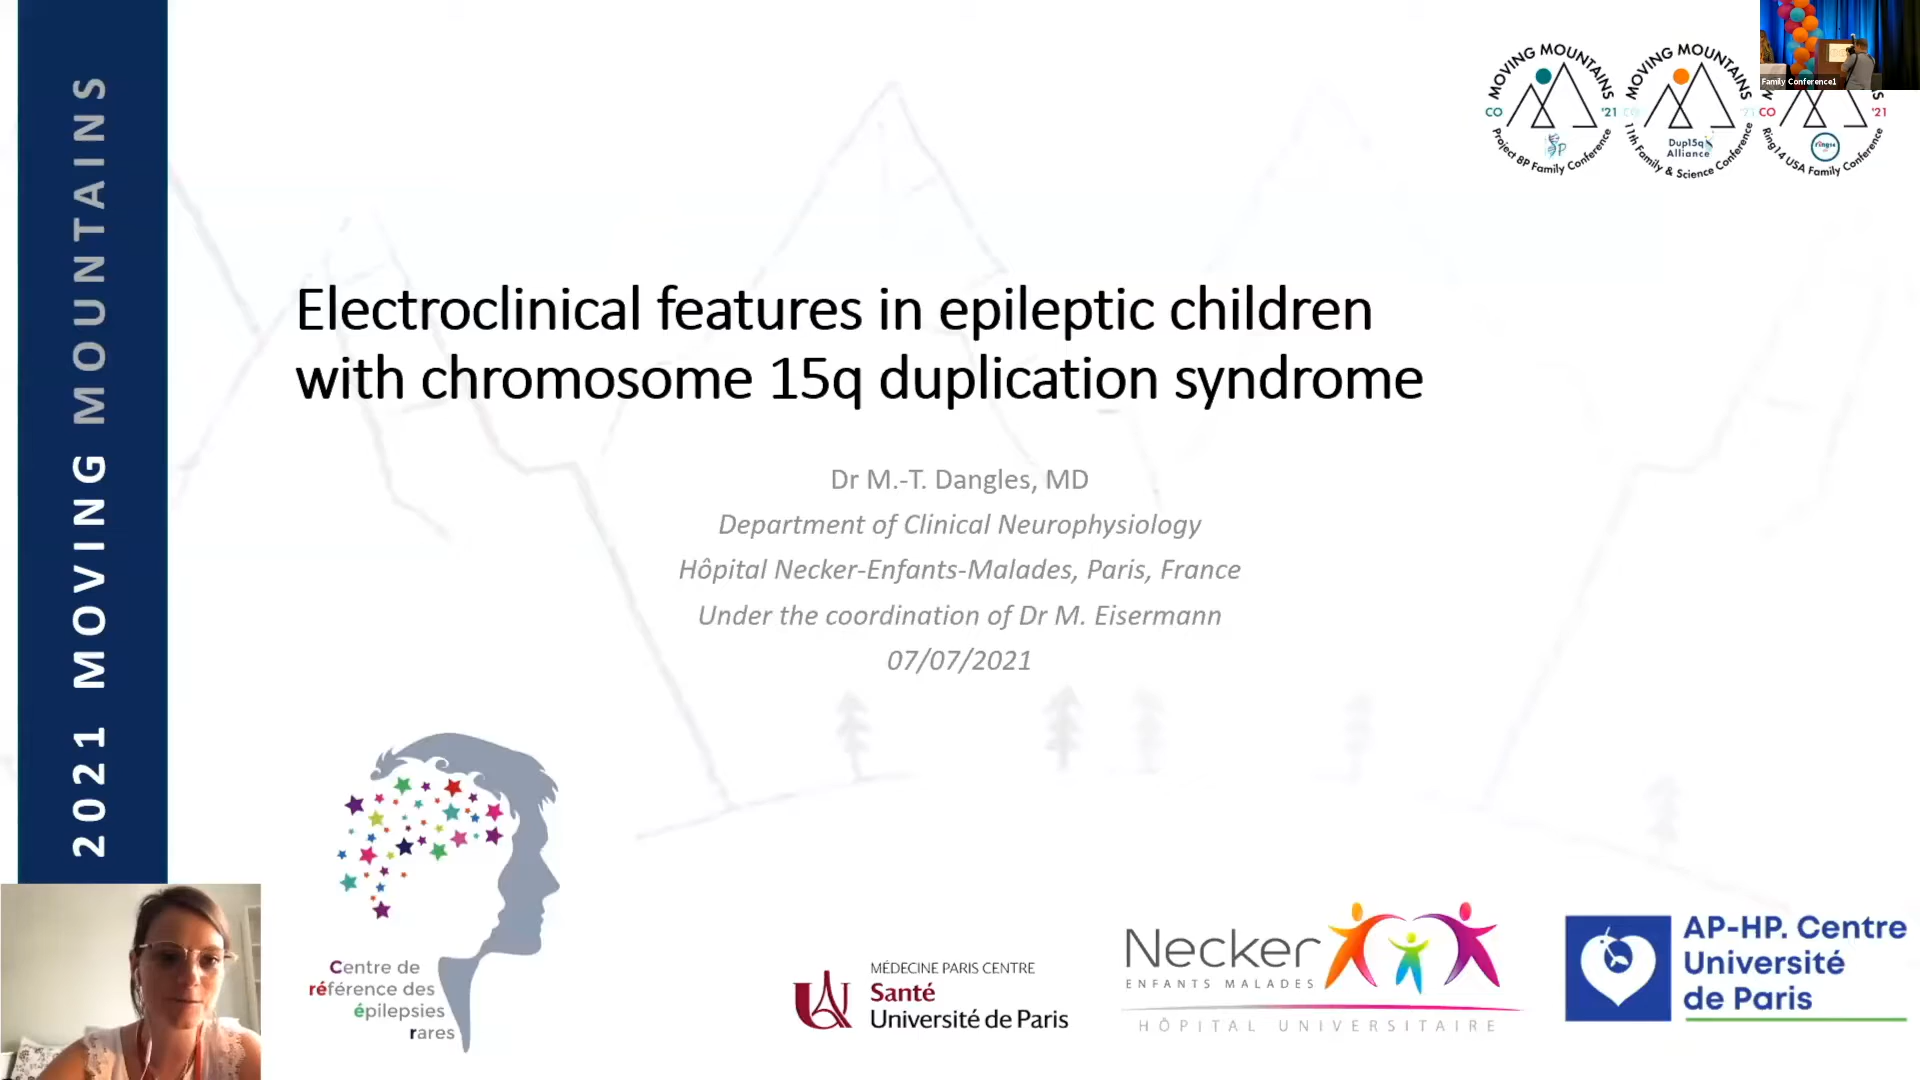 2021 MOVING MOUNTAINS
MOVING MOUNTAINS
CO '21
Dup15q
Alliance
Project 8P Family Conference
MOVING MOUNTAINS
11th Family & Science Conference
CO '21
Ring14 USA Family Conference
Family Conference1
Electroclinical features in epileptic children
with chromosome 15q duplication syndrome
Dr M.-T. Dangles, MD
Department of Clinical Neurophysiology
Hôpital Necker-Enfants-Malades, Paris, France
Under the coordination of Dr M. Eisermann
07/07/2021
Centre de
référence des
épilepsies
rares
MÉDECINE PARIS CENTRE
Santé
Université de Paris
Necker
ENFANTS MALADES
HÔPITAL UNIVERSITAIRE
AP-HP. Centre
Université
de Paris